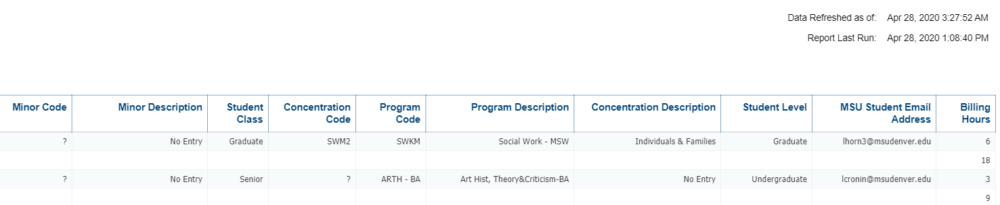 Data Refreshed as of: Apr 28, 2020 3:27:52 AM
Report Last Run: Apr 28, 2020 1:08:40 PM
Minor Code Minor Description Student Class Concentration Code Program Code Program Description Concentration Description Student Level MSU Student Email Address Billing Hours
? No Entry Graduate SWM2 SWKM Social Work - MSW Individuals & Families Graduate lhorn3@msudenver.edu 6
18
? No Entry Senior ? ARTH - BA Art Hist, Theory&Criticism-BA No Entry Undergraduate lcronin@msudenver.edu 3
9